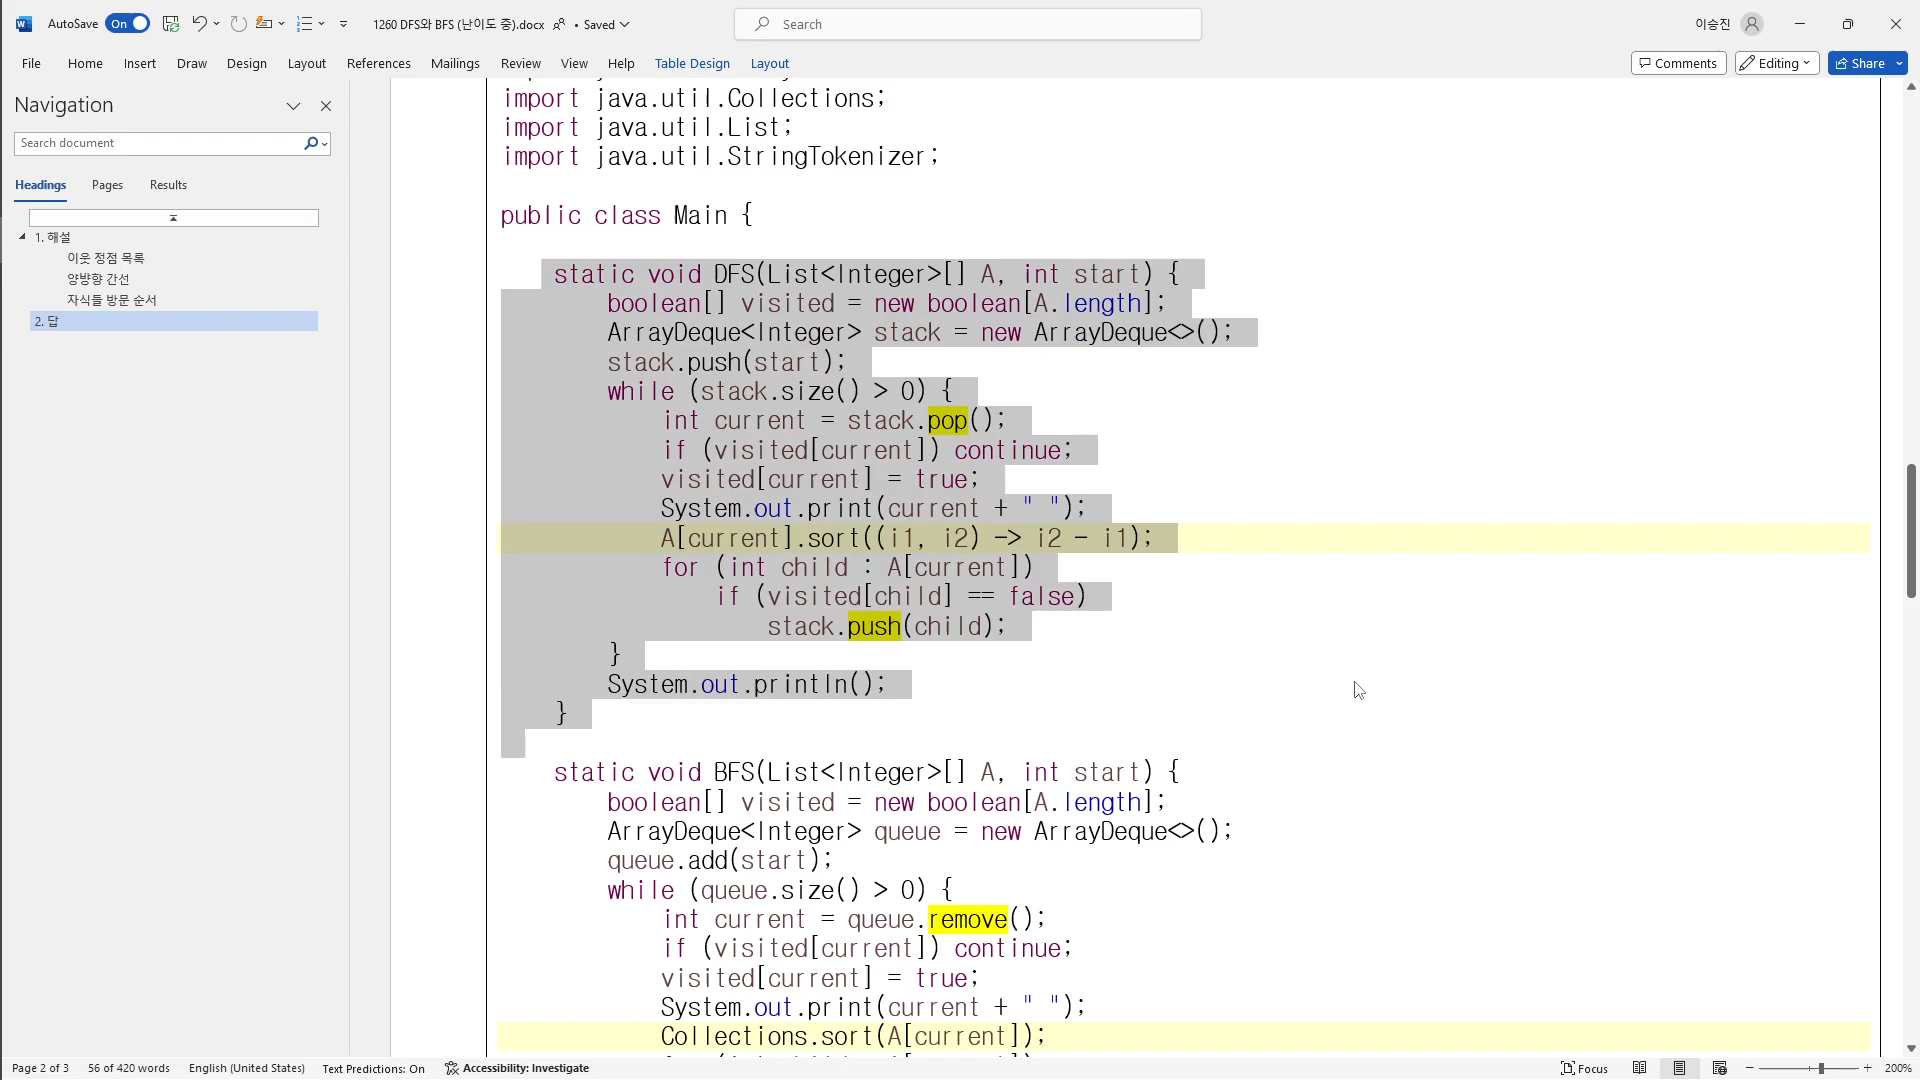 AutoSave On 1260 DFS와 BFS (난이도 중).docx • Saved Search 이승진
File Home Insert Draw Design Layout References Mailings Review View Help Table Design Layout Comments Editing Share
Navigation
Search document
Headings Pages Results
1. 해설
이웃 정점 목록
양뱡향 간선
자식들 방문 순서
2. 답
import java.util.Collections;
import java.util.List;
import java.util.StringTokenizer;
public class Main {
static void DFS(List<Integer>[] A, int start) {
boolean[] visited = new boolean[A.length];
ArrayDeque<Integer> stack = new ArrayDeque<>();
stack.push(start);
while (stack.size() > 0) {
int current = stack.pop();
if (visited[current]) continue;
visited[current] = true;
System.out.print(current + " ");
A[current].sort((i1, i2) -> i2 - i1);
for (int child : A[current])
if (visited[child] == false)
stack.push(child);
}
System.out.println();
}
static void BFS(List<Integer>[] A, int start) {
boolean[] visited = new boolean[A.length];
ArrayDeque<Integer> queue = new ArrayDeque<>();
queue.add(start);
while (queue.size() > 0) {
int current = queue.remove();
if (visited[current]) continue;
visited[current] = true;
System.out.print(current + " ");
Collections.sort(A[current]);
Page 2 of 3 56 of 420 words English (United States) Text Predictions: On Accessibility: Investigate Focus 200%